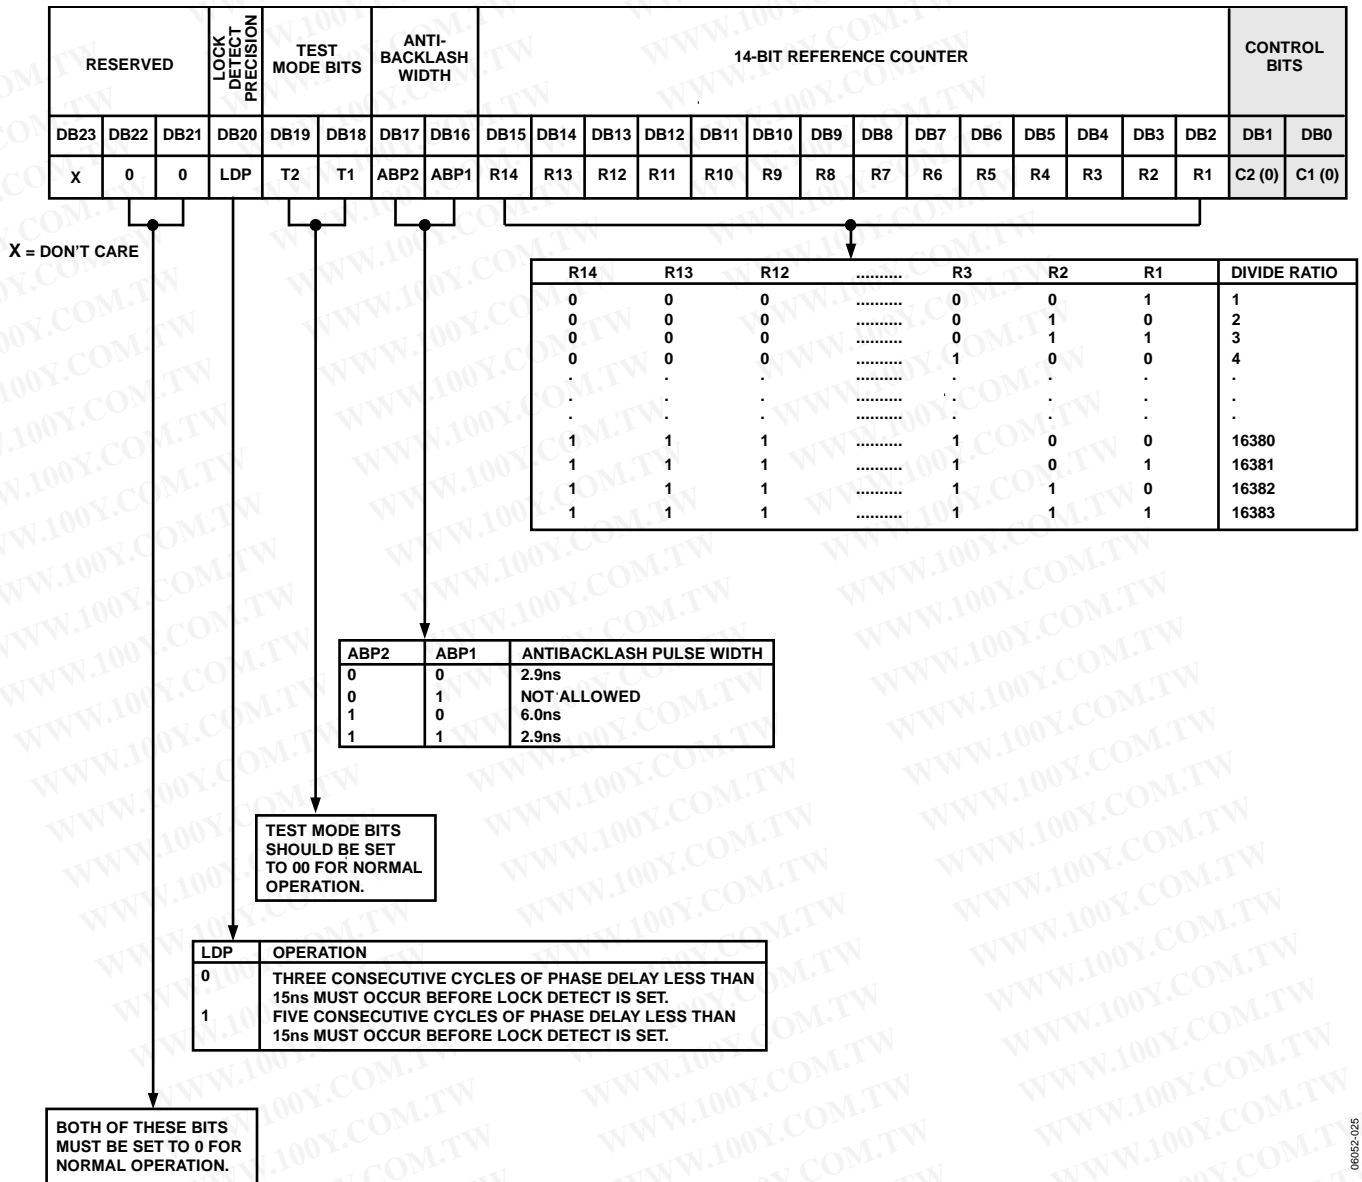 RESERVED
LOCK DETECT PRECISION
TEST MODE BITS
ANTI-BACKLASH WIDTH
14-BIT REFERENCE COUNTER
CONTROL BITS
DB23 DB22 DB21 DB20 DB19 DB18 DB17 DB16 DB15 DB14 DB13 DB12 DB11 DB10 DB9 DB8 DB7 DB6 DB5 DB4 DB3 DB2 DB1 DB0
X 0 0 LDP T2 T1 ABP2 ABP1 R14 R13 R12 R11 R10 R9 R8 R7 R6 R5 R4 R3 R2 R1 C2 (0) C1 (0)
X = DON'T CARE
R14 R13 R12 .......... R3 R2 R1 DIVIDE RATIO
0 0 0 .......... 0 0 1 1
0 0 0 .......... 0 1 0 2
0 0 0 .......... 0 1 1 3
0 0 0 .......... 1 0 0 4
. . . .......... . . . .
. . . .......... . . . .
. . . .......... . . . .
1 1 1 .......... 1 0 0 16380
1 1 1 .......... 1 0 1 16381
1 1 1 .......... 1 1 0 16382
1 1 1 .......... 1 1 1 16383
ABP2 ABP1 ANTIBACKLASH PULSE WIDTH
0 0 2.9ns
0 1 NOT ALLOWED
1 0 6.0ns
1 1 2.9ns
TEST MODE BITS
SHOULD BE SET
TO 00 FOR NORMAL
OPERATION.
LDP OPERATION
0 THREE CONSECUTIVE CYCLES OF PHASE DELAY LESS THAN
15ns MUST OCCUR BEFORE LOCK DETECT IS SET.
1 FIVE CONSECUTIVE CYCLES OF PHASE DELAY LESS THAN
15ns MUST OCCUR BEFORE LOCK DETECT IS SET.
BOTH OF THESE BITS
MUST BE SET TO 0 FOR
NORMAL OPERATION.
06052-025
WWW.100Y.COM.TW